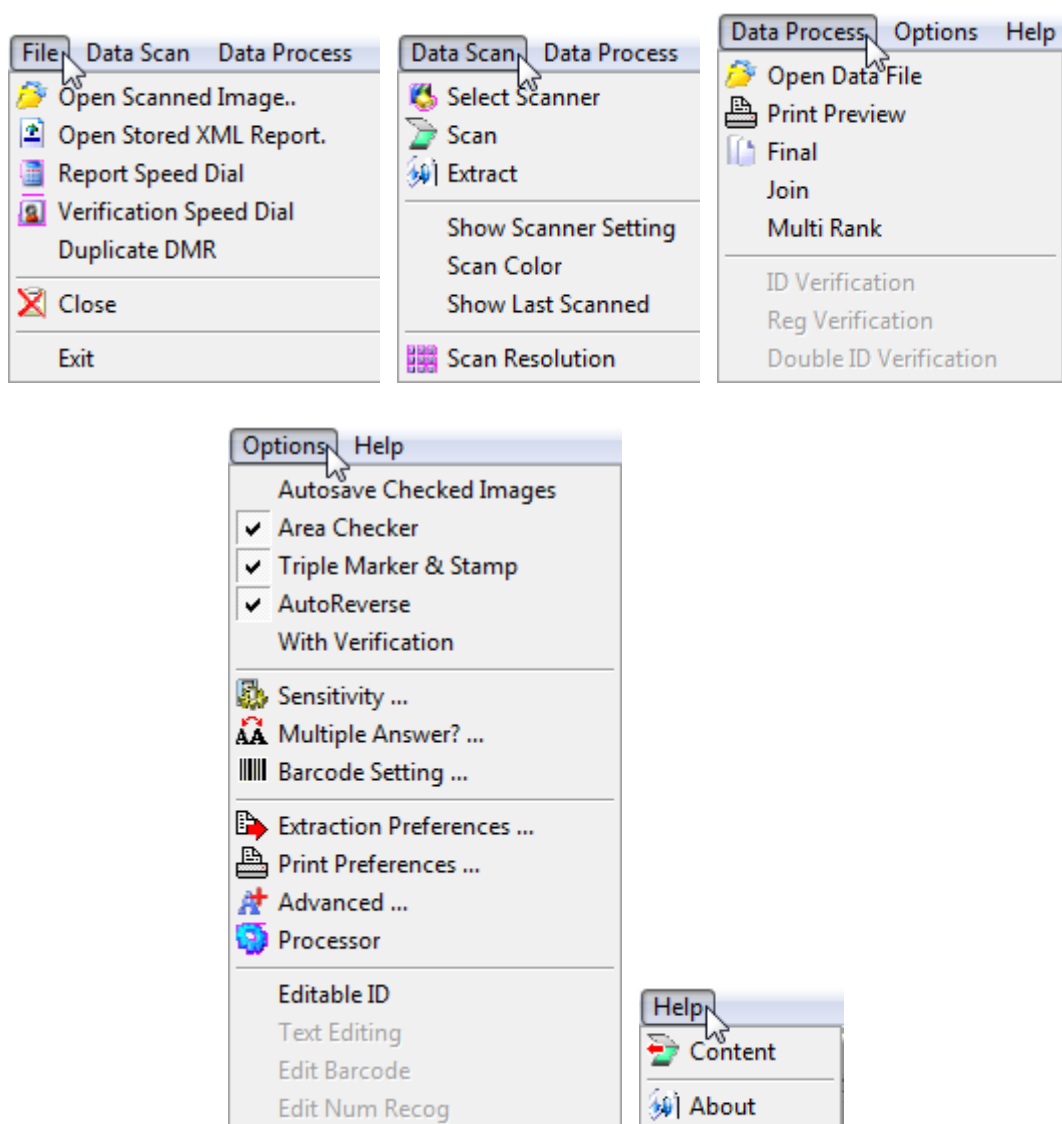 File Data Scan Data Process
Open Scanned Image..
Open Stored XML Report.
Report Speed Dial
Verification Speed Dial
Duplicate DMR
Close
Exit
Data Scan Data Process
Select Scanner
Scan
Extract
Show Scanner Setting
Scan Color
Show Last Scanned
Scan Resolution
Data Process Options Help
Open Data File
Print Preview
Final
Join
Multi Rank
ID Verification
Reg Verification
Double ID Verification
Options Help
Autosave Checked Images
Area Checker
Triple Marker & Stamp
AutoReverse
With Verification
Sensitivity ...
Multiple Answer? ...
Barcode Setting ...
Extraction Preferences ...
Print Preferences ...
Advanced ...
Processor
Editable ID
Text Editing
Edit Barcode
Edit Num Recog
Help
Content
About